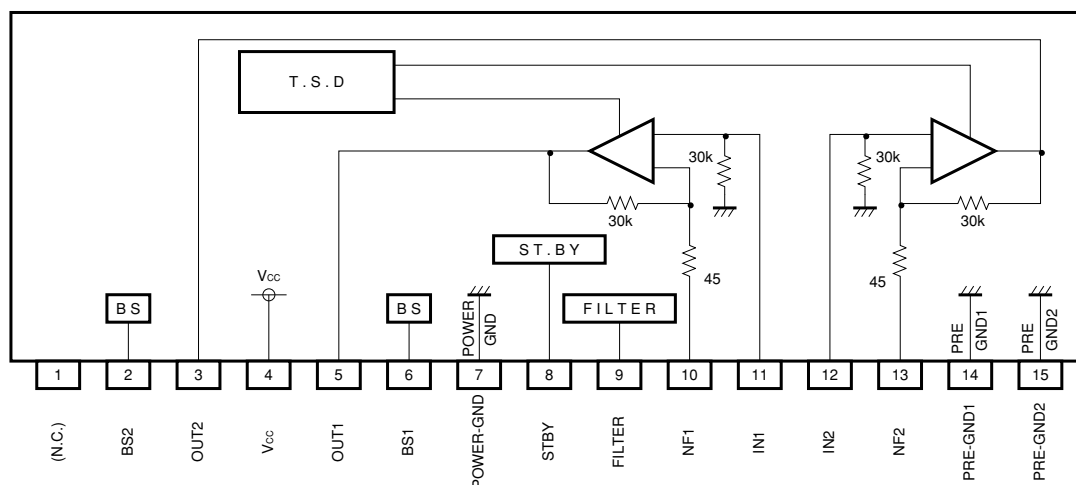 T.S.D
30k
30k
30k
30k
ST.BY
45
45
Vcc
BS
BS
POWER
GND
FILTER
PRE
GND1
PRE
GND2
1
2
3
4
5
6
7
8
9
10
11
12
13
14
15
(N.C.)
BS2
OUT2
Vcc
OUT1
BS1
POWER-GND
STBY
FILTER
NF1
IN1
IN2
NF2
PRE-GND1
PRE-GND2